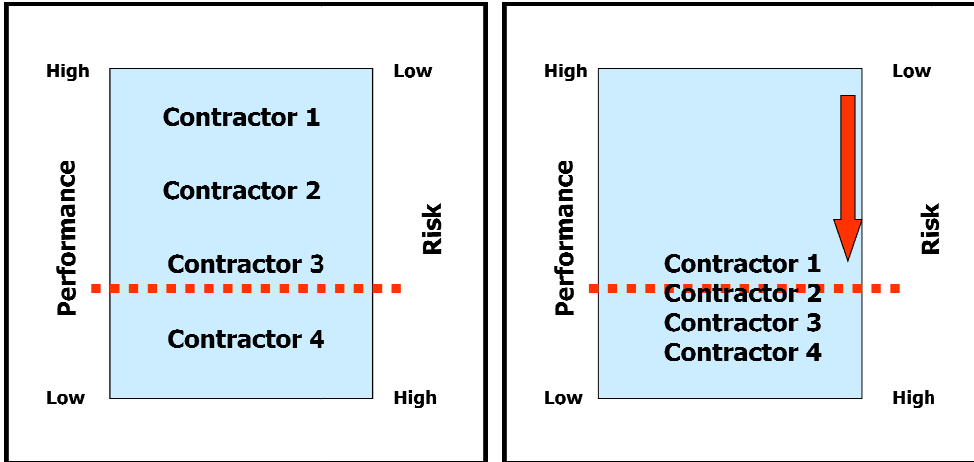 High
Low
Contractor 1
Contractor 2
Contractor 3
Contractor 4
Performance
Risk
Low
High
High
Low
Contractor 1
Contractor 2
Contractor 3
Contractor 4
Performance
Risk
Low
High